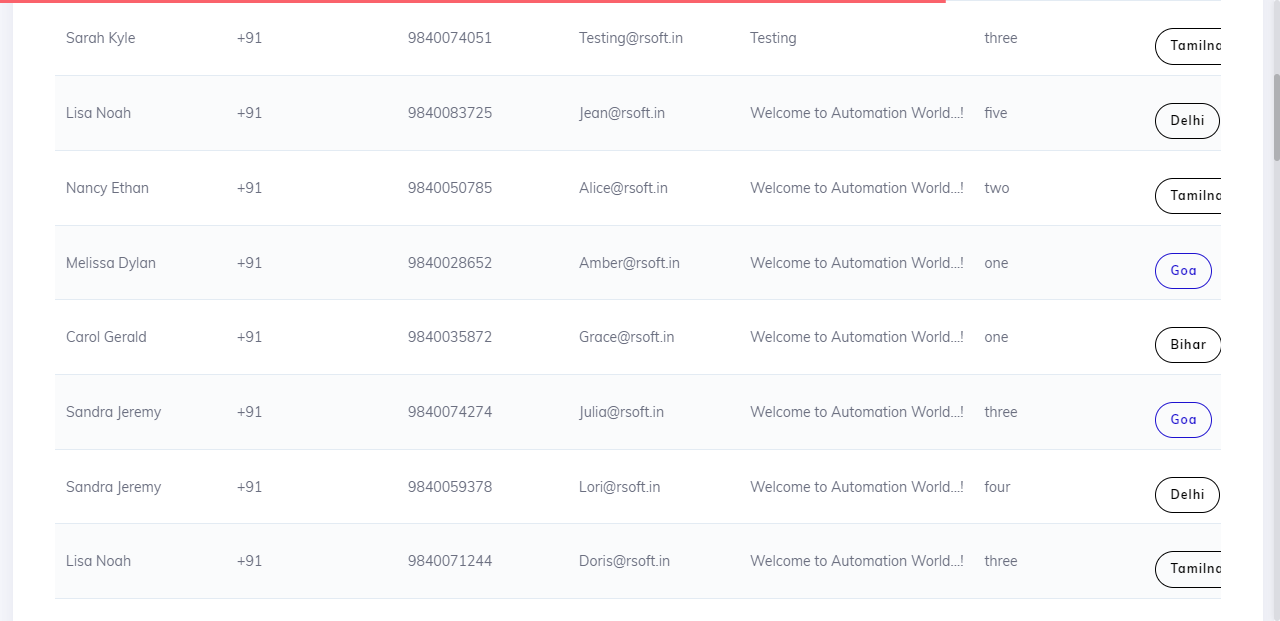 Sarah Kyle +91 9840074051 Testing@rsoft.in Testing three
Lisa Noah +91 9840083725 Jean@rsoft.in Welcome to Automation World...! five Delhi
Nancy Ethan +91 9840050785 Alice@rsoft.in Welcome to Automation World...! two
Melissa Dylan +91 9840028652 Amber@rsoft.in Welcome to Automation World...! one Goa
Carol Gerald +91 9840035872 Grace@rsoft.in Welcome to Automation World...! one Bihar
Sandra Jeremy +91 9840074274 Julia@rsoft.in Welcome to Automation World...! three Goa
Sandra Jeremy +91 9840059378 Lori@rsoft.in Welcome to Automation World...! four Delhi
Lisa Noah +91 9840071244 Doris@rsoft.in Welcome to Automation World...! three